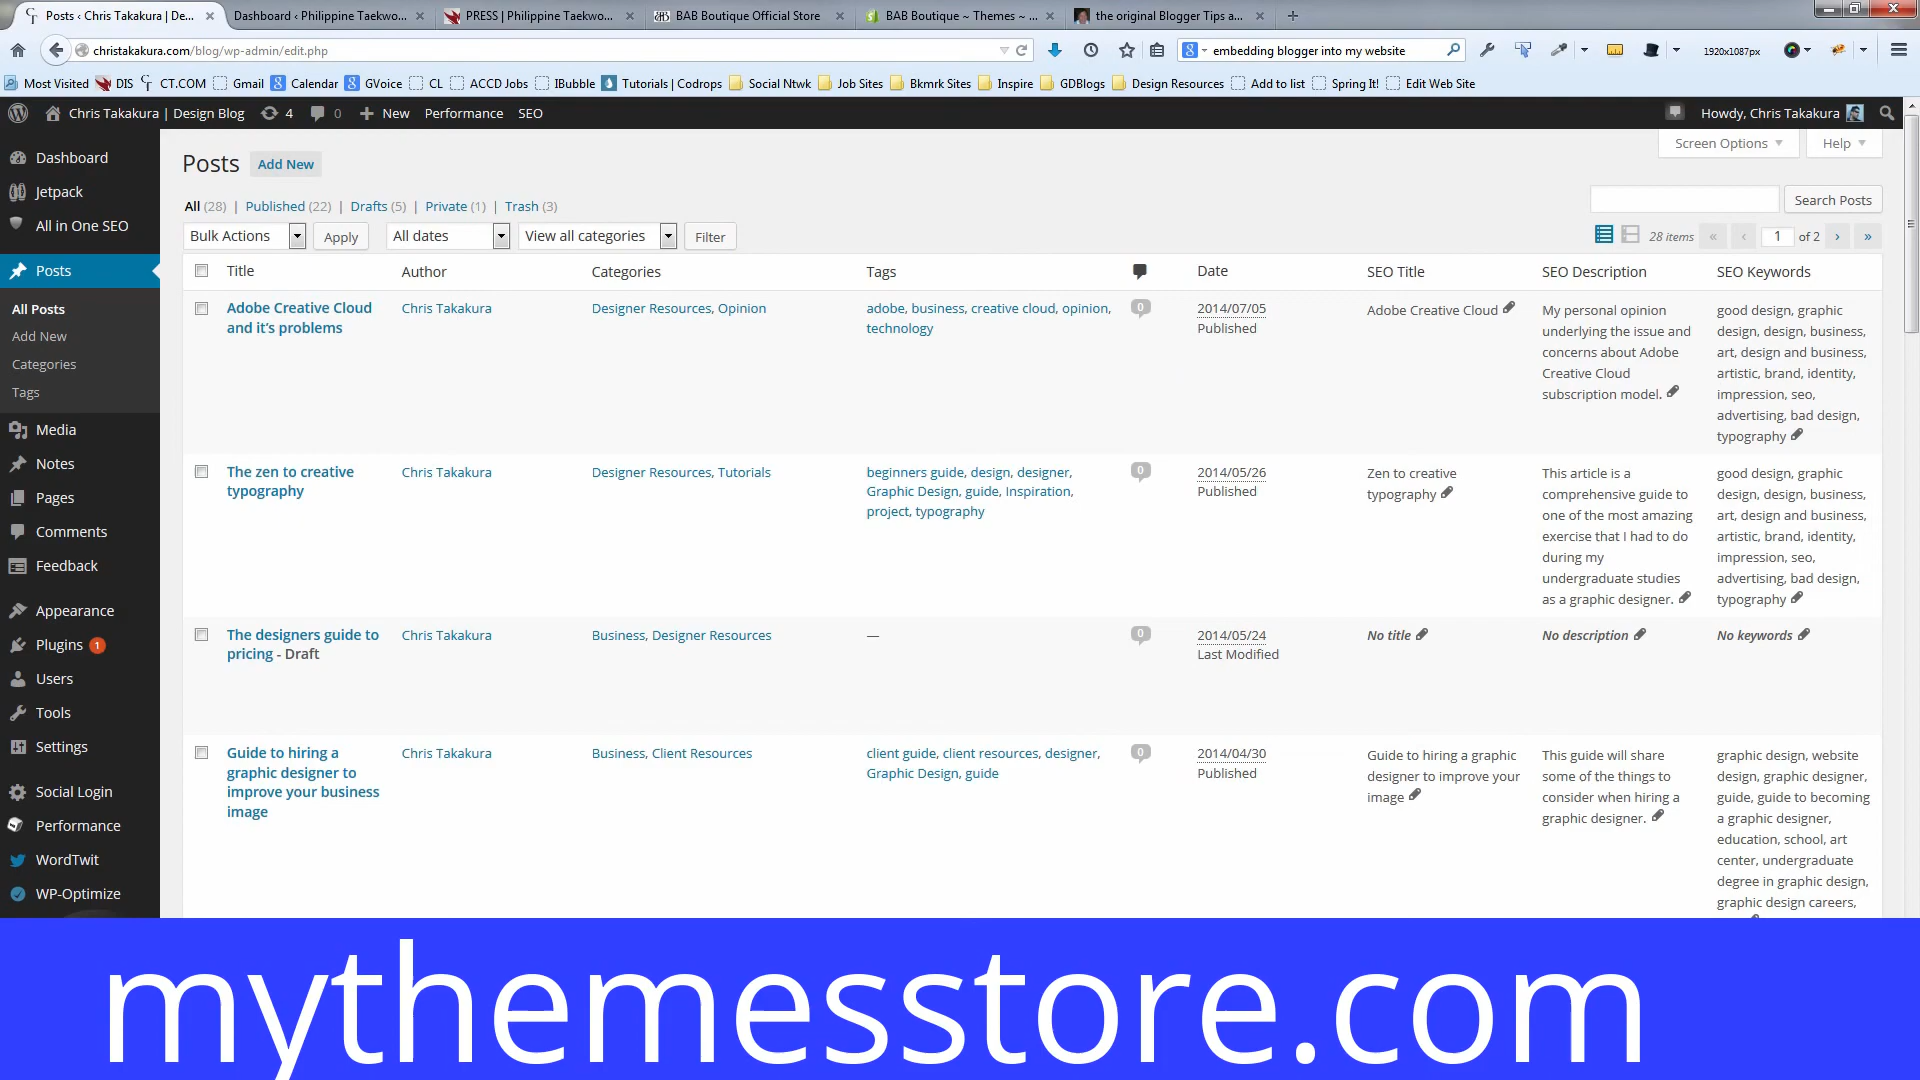 Posts ‹ Chris Takakura | De... Dashboard ‹ Philippine Taekwo... PRESS | Philippine Taekwo... BAB Boutique Official Store BAB Boutique ~ Themes ~ ... the original Blogger Tips a...
christakakura.com/blog/wp-admin/edit.php embedding blogger into my website 1920x1087px
Most Visited DIS CT.COM Gmail Calendar GVoice CL ACCD Jobs IBubble Tutorials | Codrops Social Ntwk Job Sites Bkmrk Sites Inspire GDBlogs Design Resources Add to list Spring It! Edit Web Site
Chris Takakura | Design Blog 4 0 New Performance SEO Howdy, Chris Takakura
Screen Options Help
Dashboard
Jetpack
All in One SEO
Posts
All Posts
Add New
Categories
Tags
Media
Notes
Pages
Comments
Feedback
Appearance
Plugins 1
Users
Tools
Settings
Social Login
Performance
WordTwit
WP-Optimize
Posts Add New
All (28) | Published (22) | Drafts (5) | Private (1) | Trash (3)
Search Posts
Bulk Actions Apply All dates View all categories Filter
28 items « ‹ 1 of 2 › »
Title Author Categories Tags Date SEO Title SEO Description SEO Keywords
Adobe Creative Cloud
and it's problems
Chris Takakura
Designer Resources, Opinion
adobe, business, creative cloud, opinion,
technology
0
2014/07/05
Published
Adobe Creative Cloud
My personal opinion
underlying the issue and
concerns about Adobe
Creative Cloud
subscription model.
good design, graphic
design, design, business,
art, design and business,
artistic, brand, identity,
impression, seo,
advertising, bad design,
typography
The zen to creative
typography
Chris Takakura
Designer Resources, Tutorials
beginners guide, design, designer,
Graphic Design, guide, Inspiration,
project, typography
0
2014/05/26
Published
Zen to creative
typography
This article is a
comprehensive guide to
one of the most amazing
exercise that I had to do
during my
undergraduate studies
as a graphic designer.
good design, graphic
design, design, business,
art, design and business,
artistic, brand, identity,
impression, seo,
advertising, bad design,
typography
The designers guide to
pricing - Draft
Chris Takakura
Business, Designer Resources
—
0
2014/05/24
Last Modified
No title
No description
No keywords
Guide to hiring a
graphic designer to
improve your business
image
Chris Takakura
Business, Client Resources
client guide, client resources, designer,
Graphic Design, guide
0
2014/04/30
Published
Guide to hiring a graphic
designer to improve your
image
This guide will share
some of the things to
consider when hiring a
graphic designer.
graphic design, website
design, graphic designer,
guide, guide to becoming
a graphic designer,
education, school, art
center, undergraduate
degree in graphic design,
graphic design careers,
mythemesstore.com